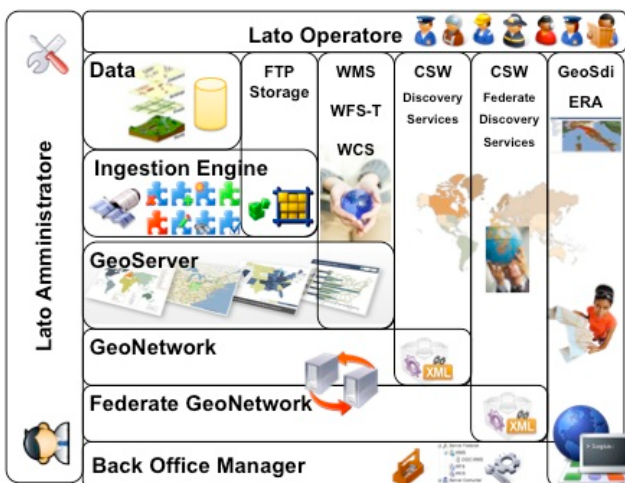 Lato Operatore
Lato Amministratore
Data
FTP
Storage
WMS
WFS-T
WCS
CSW
Discovery
Services
CSW
Federate
Discovery
Services
GeoSdi
ERA
Ingestion Engine
GeoServer
GeoNetwork
XML
Federate GeoNetwork
XML
Back Office Manager